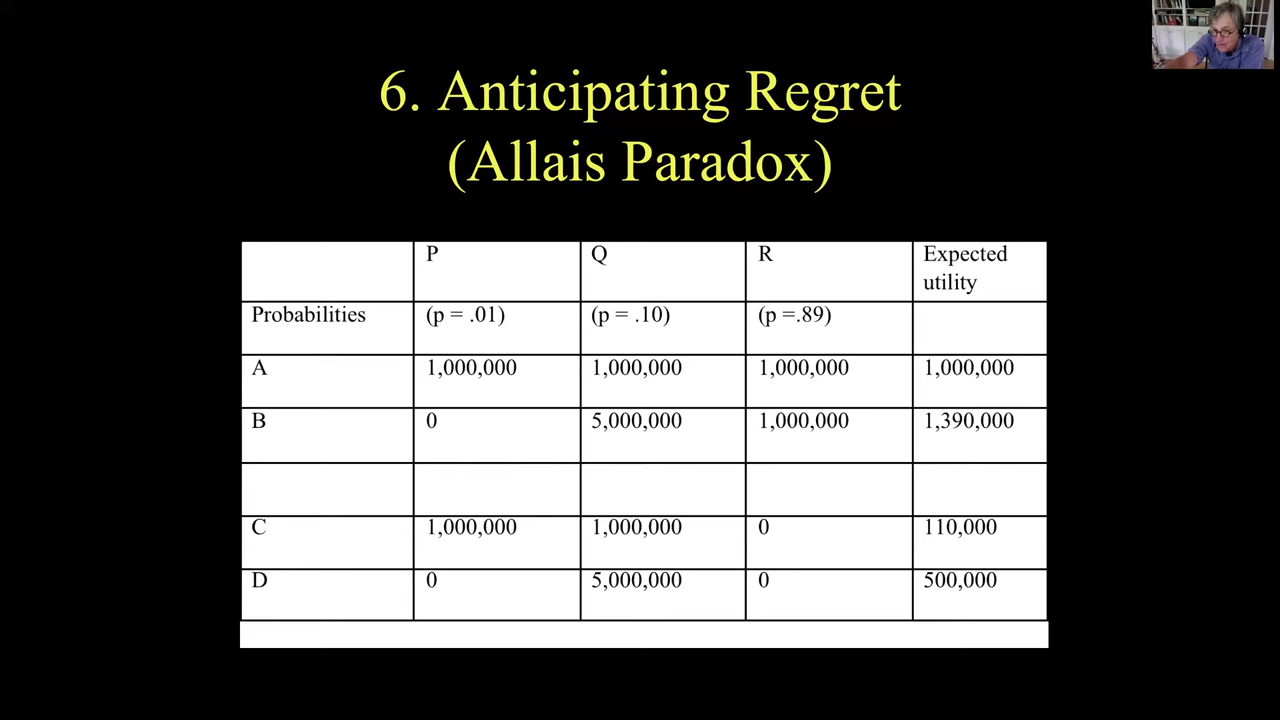 6. Anticipating Regret
(Allais Paradox)
P Q R Expected
utility
Probabilities (p = .01) (p = .10) (p =.89)
A 1,000,000 1,000,000 1,000,000 1,000,000
B 0 5,000,000 1,000,000 1,390,000
C 1,000,000 1,000,000 0 110,000
D 0 5,000,000 0 500,000